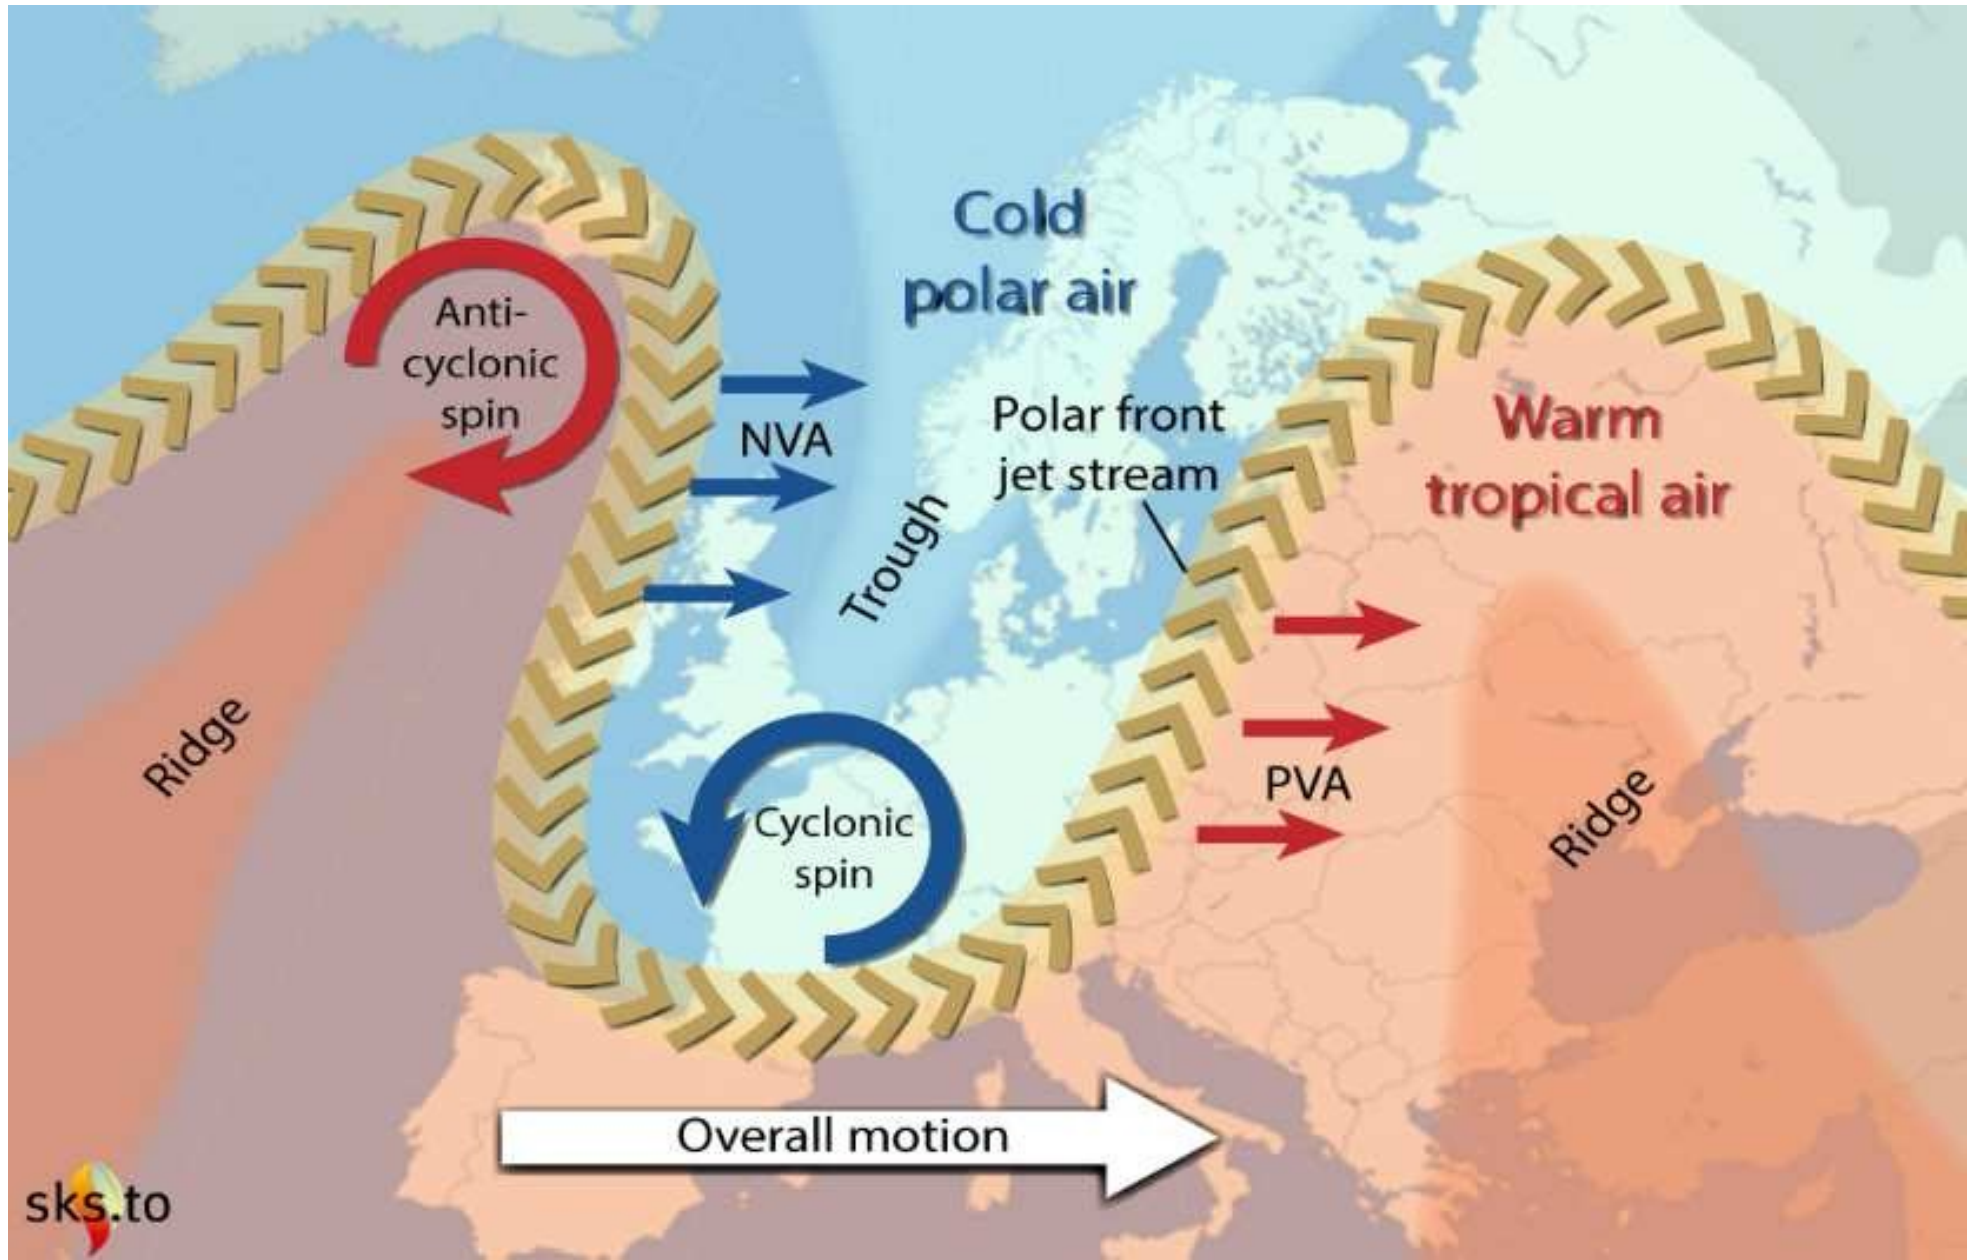 Cold
polar air
Anti-
cyclonic
spin
NVA
Polar front
jet stream
Warm
tropical air
Trough
Ridge
PVA
Ridge
Cyclonic
spin
Overall motion
sks.to